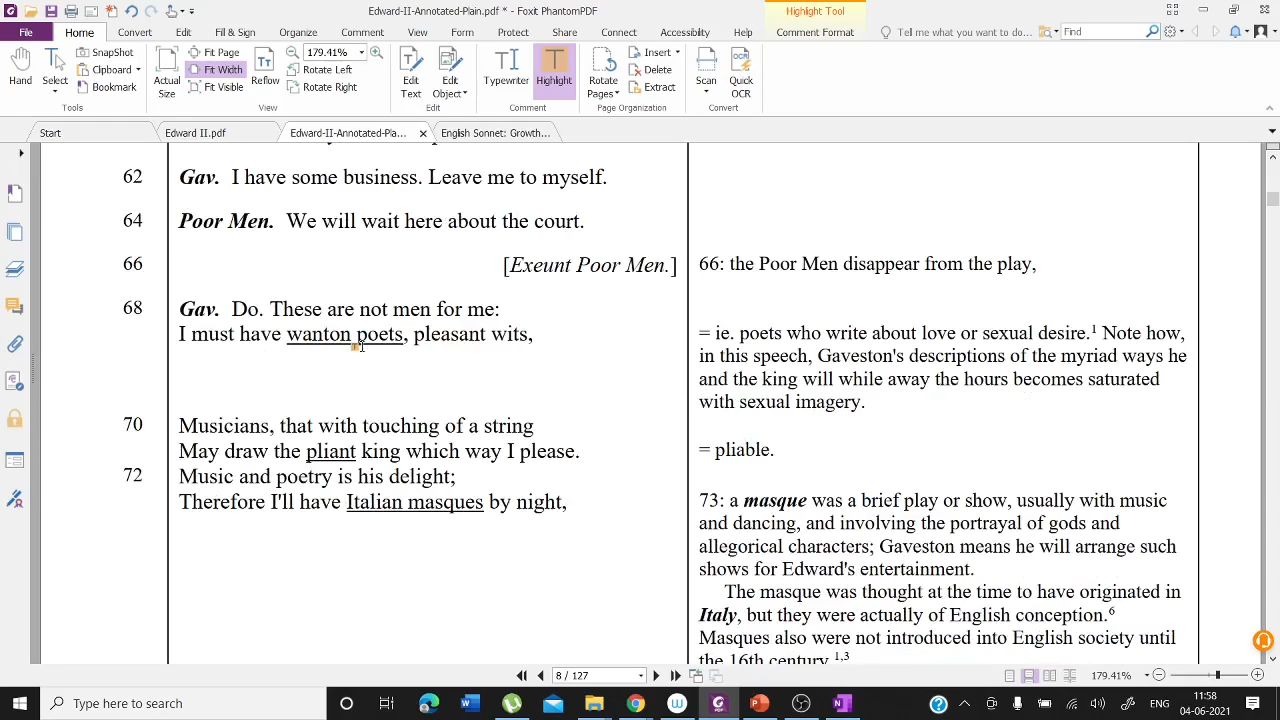 Edward-II-Annotated-Plain.pdf * - Foxit PhantomPDF
Highlight Tool
File Home Convert Edit Fill & Sign Organize Comment View Form Protect Share Connect Accessibility Help Comment Format Tell me what you want to do... Find
Hand
Select
SnapShot
Clipboard
Bookmark
Tools
Actual Size
Fit Page
Fit Width
Fit Visible
Reflow
179.41%
Rotate Left
Rotate Right
View
Edit Text
Edit Object
Edit
Typewriter
Highlight
Comment
Rotate Pages
Insert
Delete
Extract
Page Organization
Scan
Quick OCR
Convert
Start Edward II.pdf Edward-II-Annotated-Pla... English Sonnet: Growth...
62 Gav. I have some business. Leave me to myself.
64 Poor Men. We will wait here about the court.
66 [Exeunt Poor Men.] 66: the Poor Men disappear from the play,
68 Gav. Do. These are not men for me:
I must have wanton poets, pleasant wits,
= ie. poets who write about love or sexual desire.1 Note how,
in this speech, Gaveston's descriptions of the myriad ways he
and the king will while away the hours becomes saturated
with sexual imagery.
70 Musicians, that with touching of a string
May draw the pliant king which way I please.
= pliable.
72 Music and poetry is his delight;
Therefore I'll have Italian masques by night,
73: a masque was a brief play or show, usually with music
and dancing, and involving the portrayal of gods and
allegorical characters; Gaveston means he will arrange such
shows for Edward's entertainment.
The masque was thought at the time to have originated in
Italy, but they were actually of English conception.6
Masques also were not introduced into English society until
the 16th century.1,3
8 / 127
179.41%
Type here to search
ENG
11:58
04-06-2021